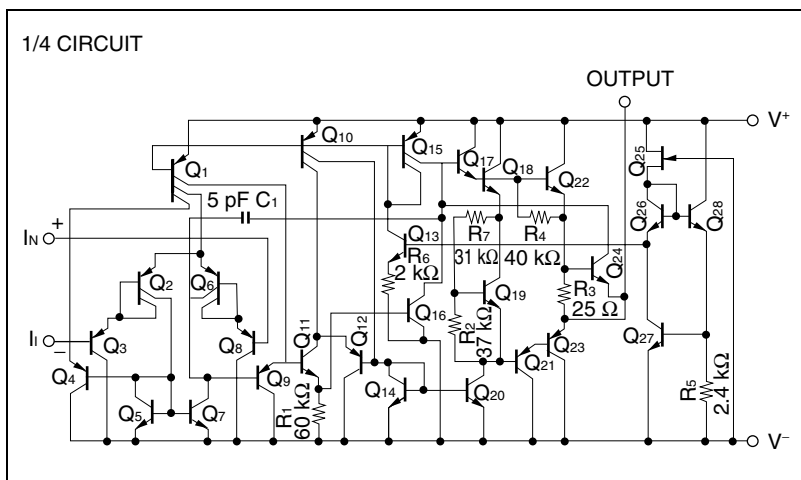 1/4 CIRCUIT
OUTPUT
V+
Q10
Q15
Q17
Q18
Q25
Q1
Q22
Q26
Q28
5 pF C1
+
IN
Q13
R6
2 kΩ
R7
31 kΩ
R4
40 kΩ
Q24
Q2
Q6
Q19
R3
25 Ω
Q16
II
−
Q3
Q8
Q11
Q12
R2
37 kΩ
Q27
Q4
Q9
Q21
Q23
R5
2.4 kΩ
Q5
Q7
R1
60 kΩ
Q14
Q20
V−